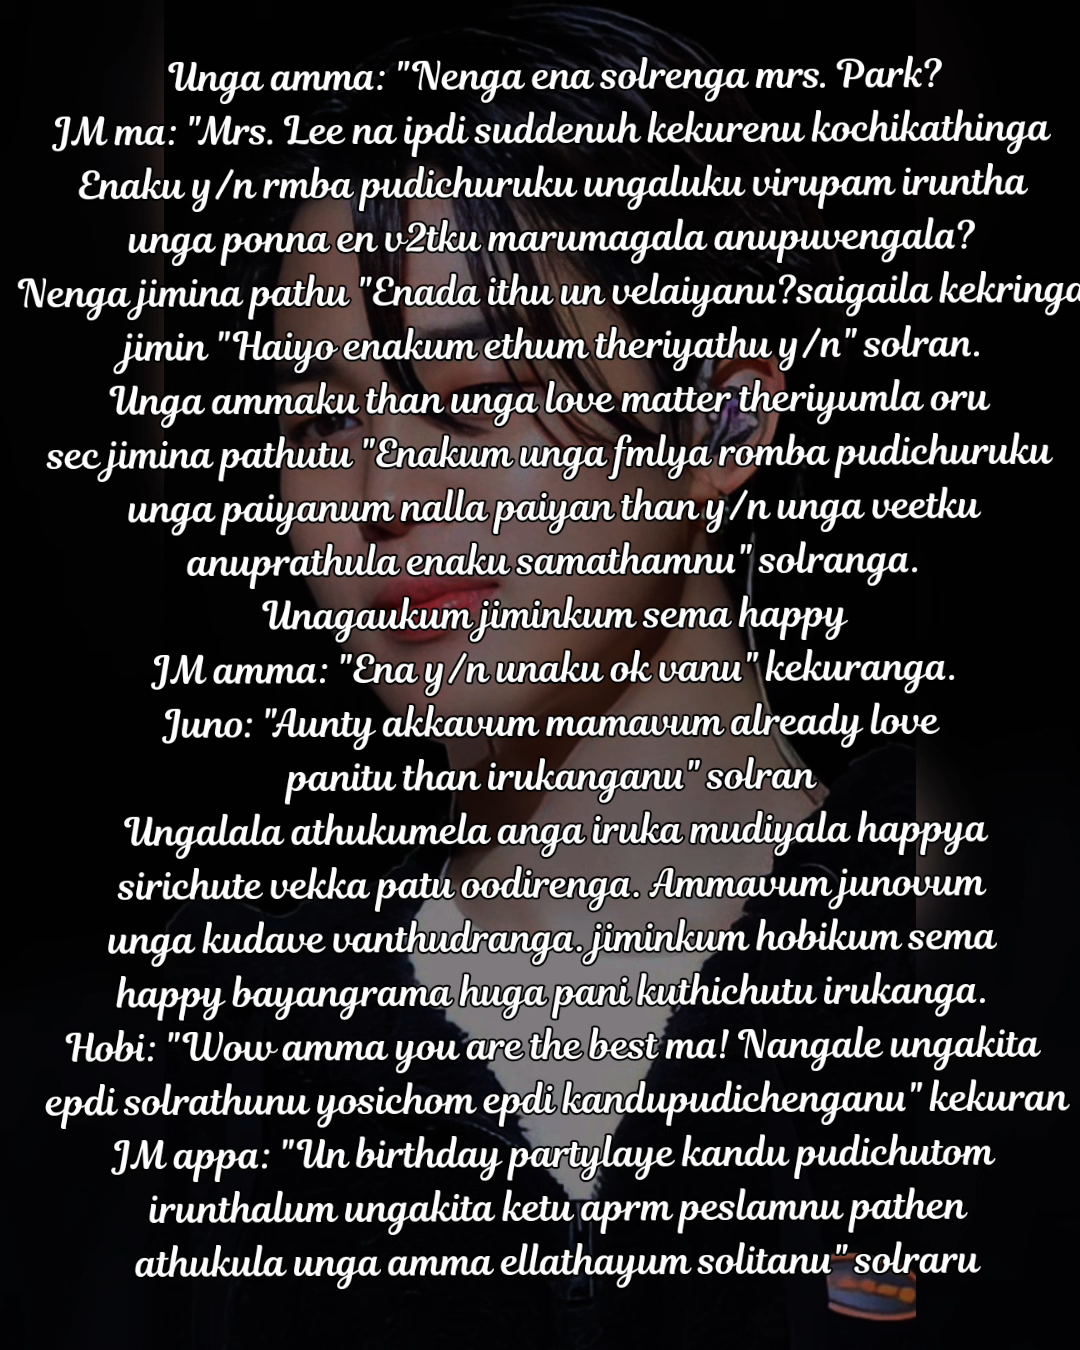 Unga amma: "Nenga ena solrenga mrs. Park?
JM ma: "Mrs. Lee na ipdi suddenuh kekurenu kochikathinga
Enaku y/n rmba pudichuruku ungaluku virupam iruntha
unga ponna en v2tku marumagala anupuvengala?
Nenga jimina pathu "Enada ithu un velaiyanu?saigaila kekringa
jimin "Haiyo enakum ethum theriyathu y/n" solran.
Unga ammaku than unga love matter theriyumla oru
sec jimina pathutu "Enakum unga fmlya romba pudichuruku
unga paiyanum nalla paiyan than y/n unga veetku
anuprathula enaku samathamnu" solranga.
Unagaukum jiminkum sema happy
JM amma: "Ena y/n unaku ok vanu" kekuranga.
Juno: "Aunty akkavum mamavum already love
panitu than irukanganu" solran
Ungalala athukumela anga iruka mudiyala happya
sirichute vekka patu oodirenga. Ammavum junovum
unga kudave vanthudranga. jiminkum hobikum sema
happy bayangrama huga pani kuthichutu irukanga.
Hobi: "Wow amma you are the best ma! Nangale ungakita
epdi solrathunu yosichom epdi kandupudichenganu" kekuran
JM appa: "Un birthday partylaye kandu pudichutom
irunthalum ungakita ketu aprm peslamnu pathen
athukula unga amma ellathayum solitanu" solraru